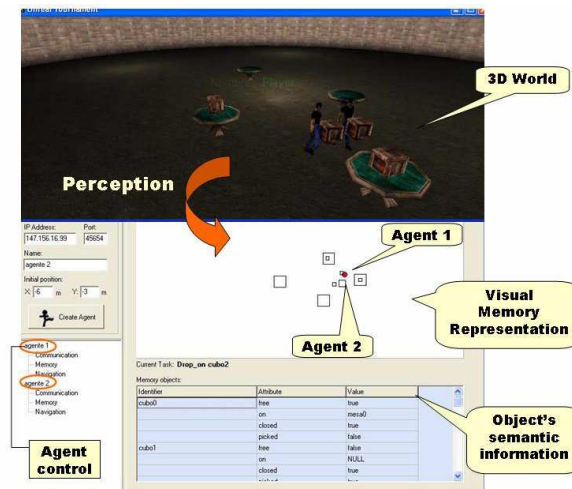 Unreal Tournament
3D World
Perception
IP Address: Port:
147.156.16.99 45654
Name:
agente 2
Initial position:
X: -6 m Y: -3 m
Create Agent
Agent 1
Agent 2
Visual
Memory
Representation
agente 1
Communication
Memory
Navigation
agente 2
Communication
Memory
Navigation
Agent
control
Current Task: Drop_on cubo2
Memory objects:
Identifier Attribute Value
cubo0 free true
on mesa0
closed true
picked false
cubo1 free false
on NULL
closed true
Object's
semantic
information